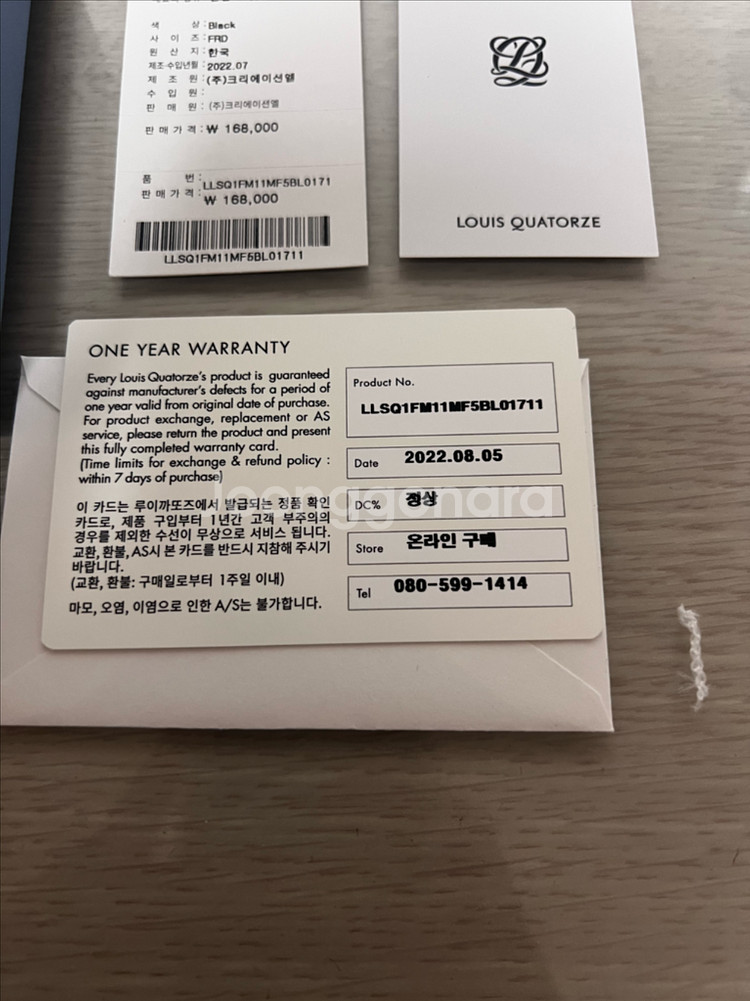 색 상 : Black
사 이 즈 : FRD
원 산 지 : 한국
제조·수입년월 : 2022.07
제 조 원 : (주)크리에이션엘
수 입 원 :
판 매 원 : (주)크리에이션엘
판 매 가 격 : ₩ 168,000
품 번 : LLSQ1FM11MF5BL0171
판 매 가 격 : ₩ 168,000
LLSQ1FM11MF5BL01711
LOUIS QUATORZE
ONE YEAR WARRANTY
Every Louis Quatorze's product is guaranteed
against manufacturer's defects for a period of
one year valid from original date of purchase.
For product exchange, replacement or AS
service, please return the product and present
this fully completed warranty card.
(Time limits for exchange & refund policy :
within 7 days of purchase)
이 카드는 루이까또즈에서 발급되는 정품 확인
카드로, 제품 구입부터 1년간 고객 부주의의
경우를 제외한 수선이 무상으로 서비스 됩니다.
교환, 환불, AS시 본 카드를 반드시 지참해 주시기
바랍니다.
(교환, 환불: 구매일로부터 1주일 이내)
마모, 오염, 이염으로 인한 A/S는 불가합니다.
Product No.
LLSQ1FM11MF5BL01711
Date 2022.08.05
DC% 정상
Store 온라인 구매
Tel 080-599-1414
joonggonara